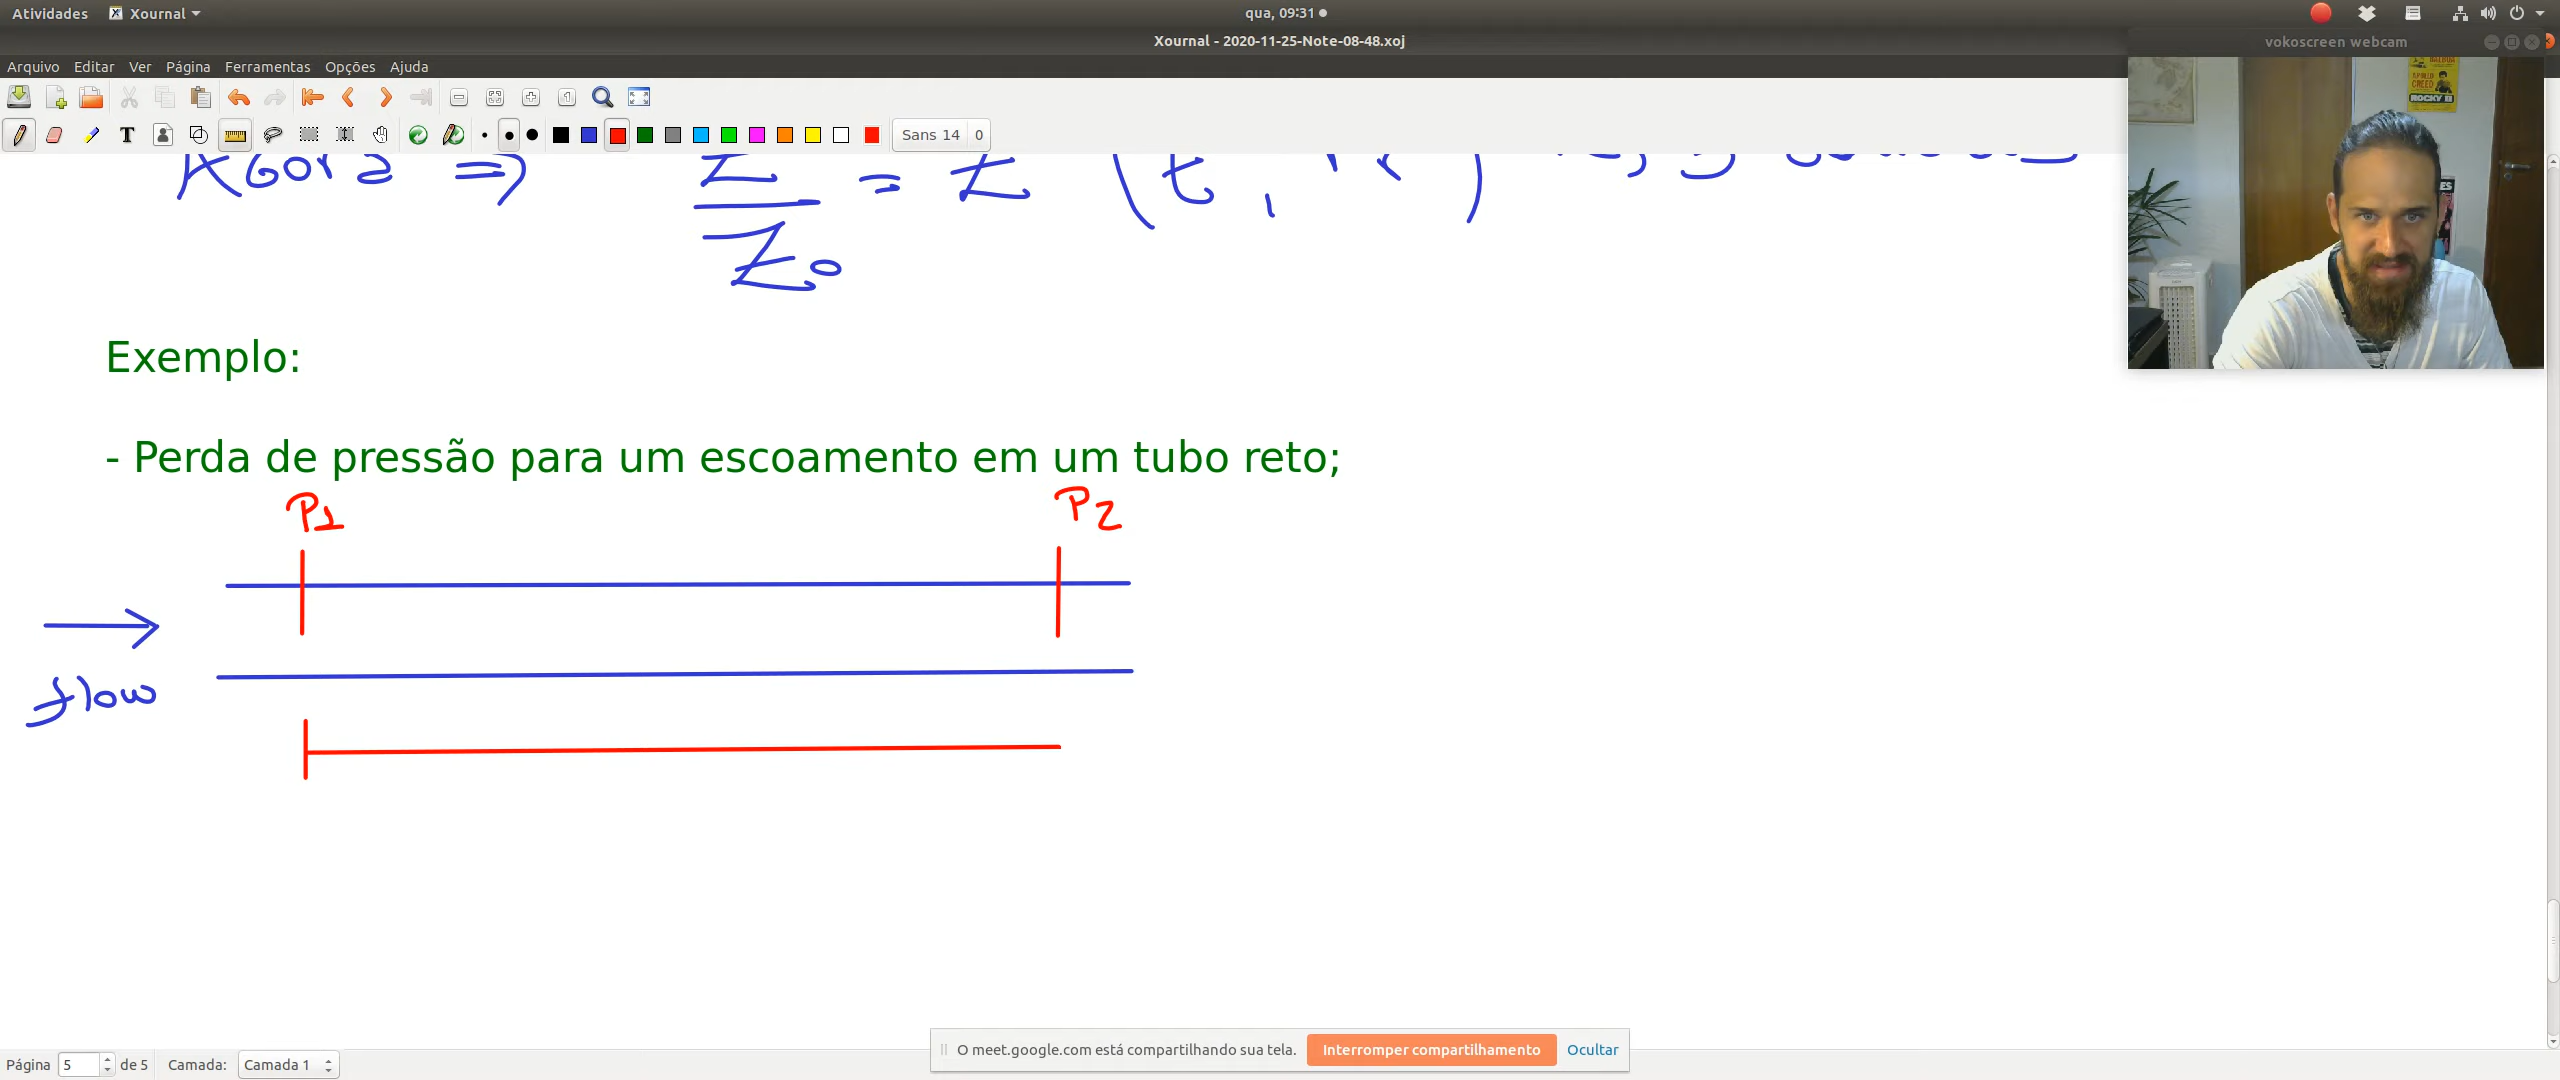 Atividades Xournal qua, 09:31
Xournal - 2020-11-25-Note-08-48.xoj
vokoscreen webcam
Arquivo Editar Ver Página Ferramentas Opções Ajuda
Sans 14 0
ROCKY II
Agora ⇒ Z = Z (t,
Z0
Exemplo:
- Perda de pressão para um escoamento em um tubo reto;
P1 P2
flow
O meet.google.com está compartilhando sua tela. Interromper compartilhamento Ocultar
Página 5 de 5 Camada: Camada 1